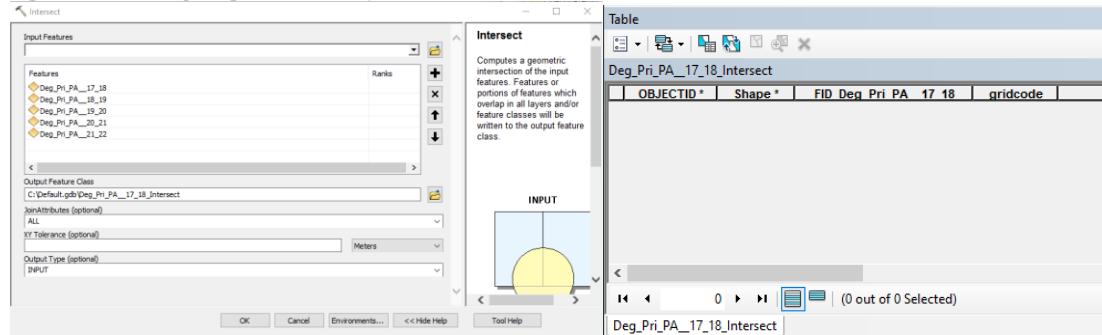 Intersect
Input Features
Features
Ranks
Deg_Pri_PA__17_18
Deg_Pri_PA__18_19
Deg_Pri_PA__19_20
Deg_Pri_PA__20_21
Deg_Pri_PA__21_22
Output Feature Class
C:\Default.gdb\Deg_Pri_PA__17_18_Intersect
JoinAttributes (optional)
ALL
XY Tolerance (optional)
Meters
Output Type (optional)
INPUT
OK Cancel Environments... << Hide Help Tool Help
Intersect
Computes a geometric
intersection of the input
features. Features or
portions of features which
overlap in all layers and/or
feature classes will be
written to the output feature
class.
INPUT
Table
Deg_Pri_PA__17_18_Intersect
OBJECTID * Shape * FID_Deg_Pri_PA__17_18 gridcode
0 (0 out of 0 Selected)
Deg_Pri_PA__17_18_Intersect